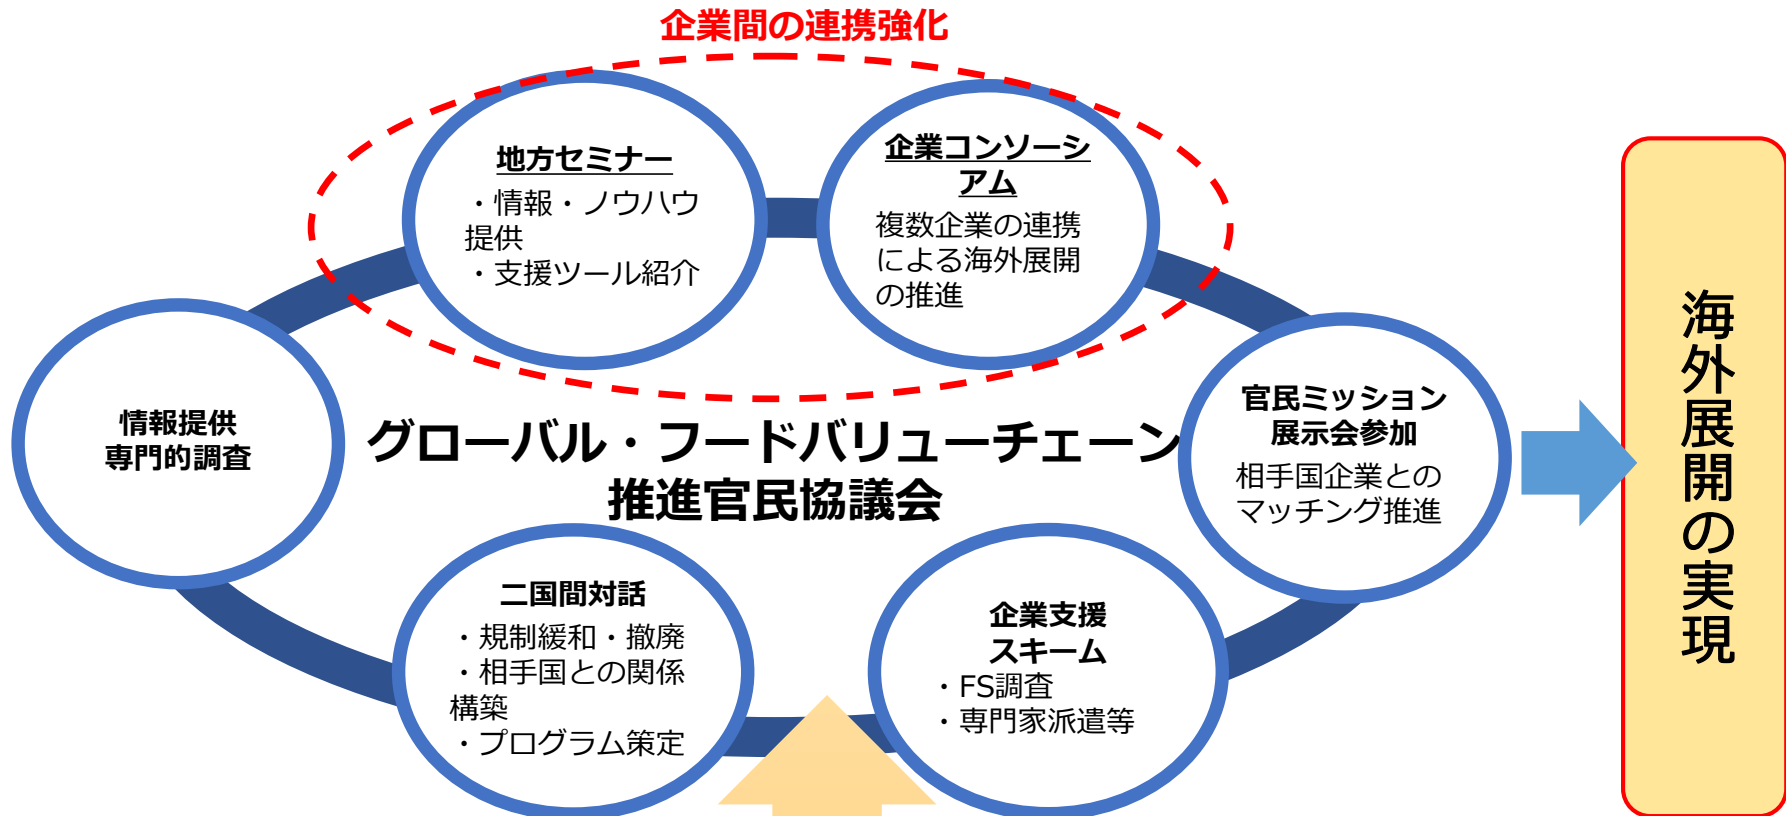 企業間の連携強化
地方セミナー
・情報・ノウハウ
提供
・支援ツール紹介
企業コンソーシ
アム
複数企業の連携
による海外展開
の推進
情報提供
専門的調査
グローバル・フードバリューチェーン
推進官民協議会
官民ミッション
展示会参加
相手国企業との
マッチング推進
二国間対話
・規制緩和・撤廃
・相手国との関係
構築
・プログラム策定
企業支援
スキーム
・FS調査
・専門家派遣等
海外展開の実現